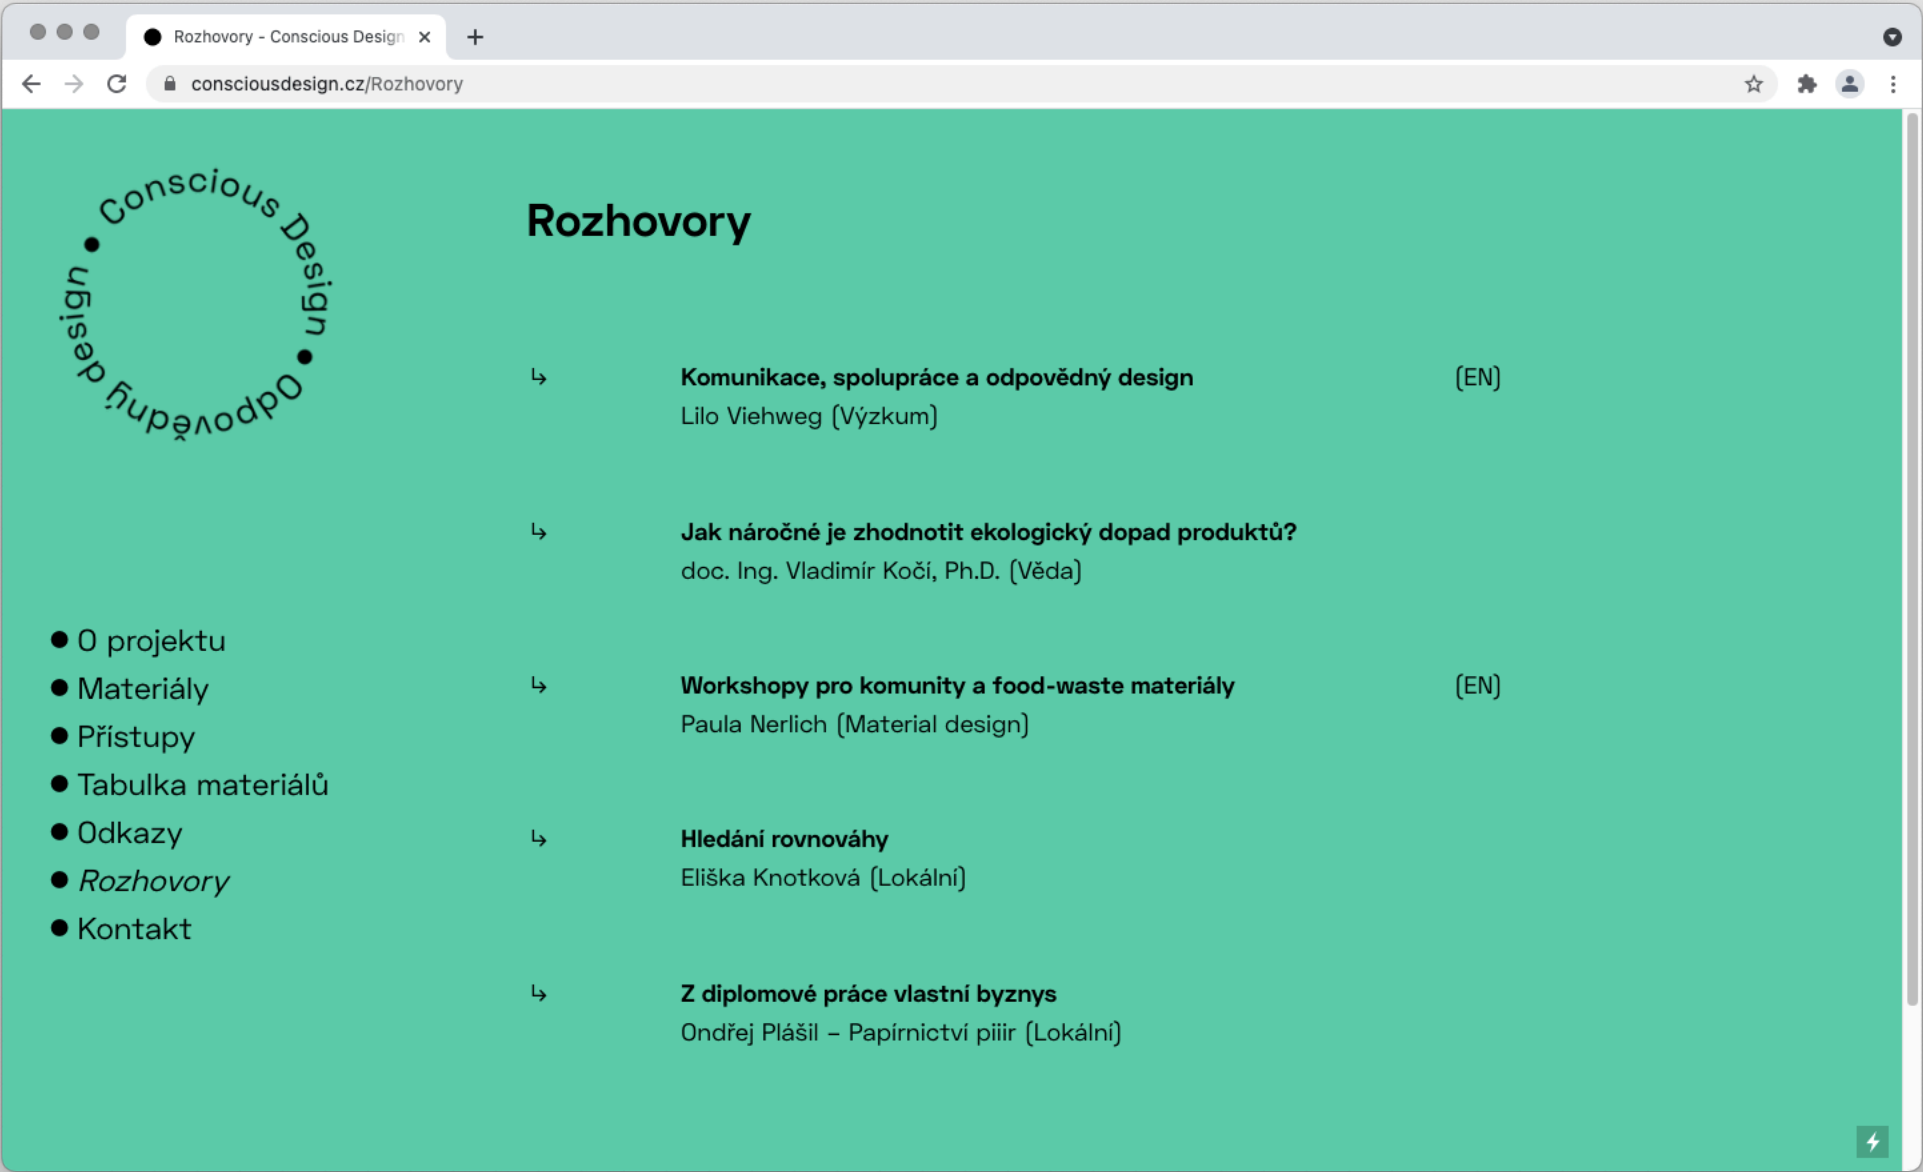 Rozhovory - Conscious Design
consciousdesign.cz/Rozhovory
Conscious Design • Odpovědný design •
Rozhovory
↳ Komunikace, spolupráce a odpovědný design (EN)
Lilo Viehweg (Výzkum)
↳ Jak náročné je zhodnotit ekologický dopad produktů?
doc. Ing. Vladimír Kočí, Ph.D. (Věda)
↳ Workshopy pro komunity a food-waste materiály (EN)
Paula Nerlich (Material design)
↳ Hledání rovnováhy
Eliška Knotková (Lokální)
↳ Z diplomové práce vlastní byznys
Ondřej Plášil – Papírnictví piiir (Lokální)
● O projektu
● Materiály
● Přístupy
● Tabulka materiálů
● Odkazy
● Rozhovory
● Kontakt